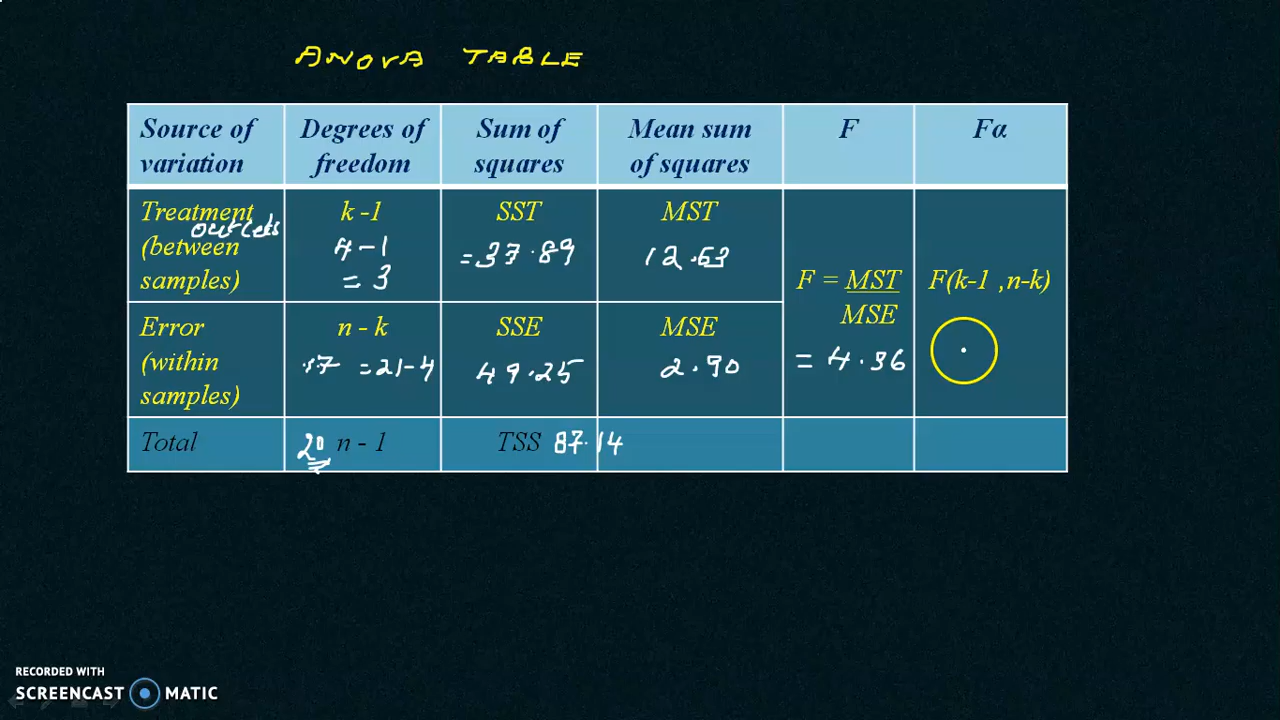 ANOVA TABLE
Source of variation
Degrees of freedom
Sum of squares
Mean sum of squares
F
Fα
Treatment
outlets
(between
samples)
k -1
4 - 1
= 3
SST
= 37.89
MST
12.63
F = MST
MSE
= 4.36
F(k-1 ,n-k)
Error
(within
samples)
n - k
17 = 21-4
SSE
49.25
MSE
2.90
Total
20 n - 1
TSS 87.14
RECORDED WITH
SCREENCAST MATIC